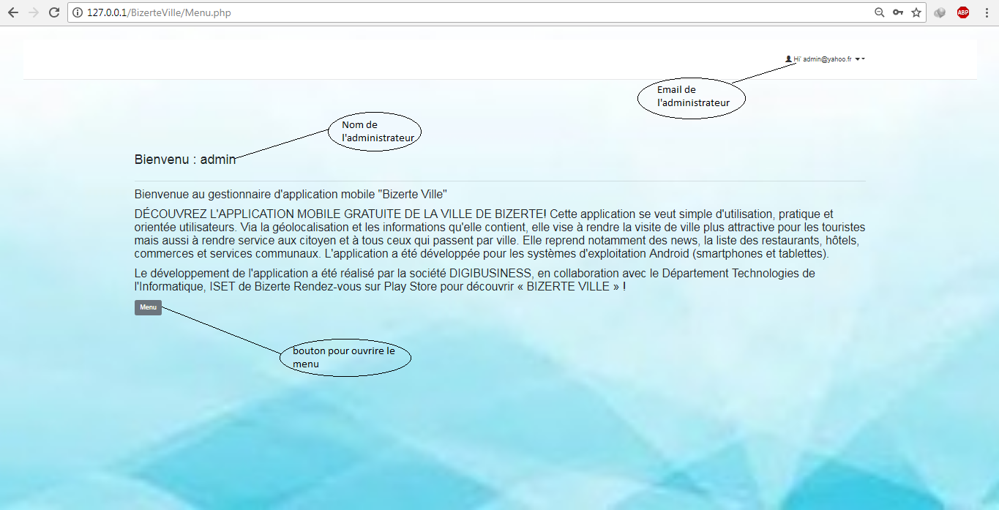 127.0.0.1/BizerteVille/Menu.php
ABP
Hi' admin@yahoo.fr
Email de
l'administrateur
Nom de
l'administrateur
Bienvenu : admin
Bienvenue au gestionnaire d'application mobile "Bizerte Ville"
DÉCOUVREZ L'APPLICATION MOBILE GRATUITE DE LA VILLE DE BIZERTE! Cette application se veut simple d'utilisation, pratique et
orientée utilisateurs. Via la géolocalisation et les informations qu'elle contient, elle vise à rendre la visite de ville plus attractive pour les touristes
mais aussi à rendre service aux citoyen et à tous ceux qui passent par ville. Elle reprend notamment des news, la liste des restaurants, hôtels,
commerces et services communaux. L'application a été développée pour les systèmes d'exploitation Android (smartphones et tablettes).
Le développement de l'application a été réalisé par la société DIGIBUSINESS, en collaboration avec le Département Technologies de
l'Informatique, ISET de Bizerte Rendez-vous sur Play Store pour découvrir « BIZERTE VILLE » !
Menu
bouton pour ouvrire le
menu